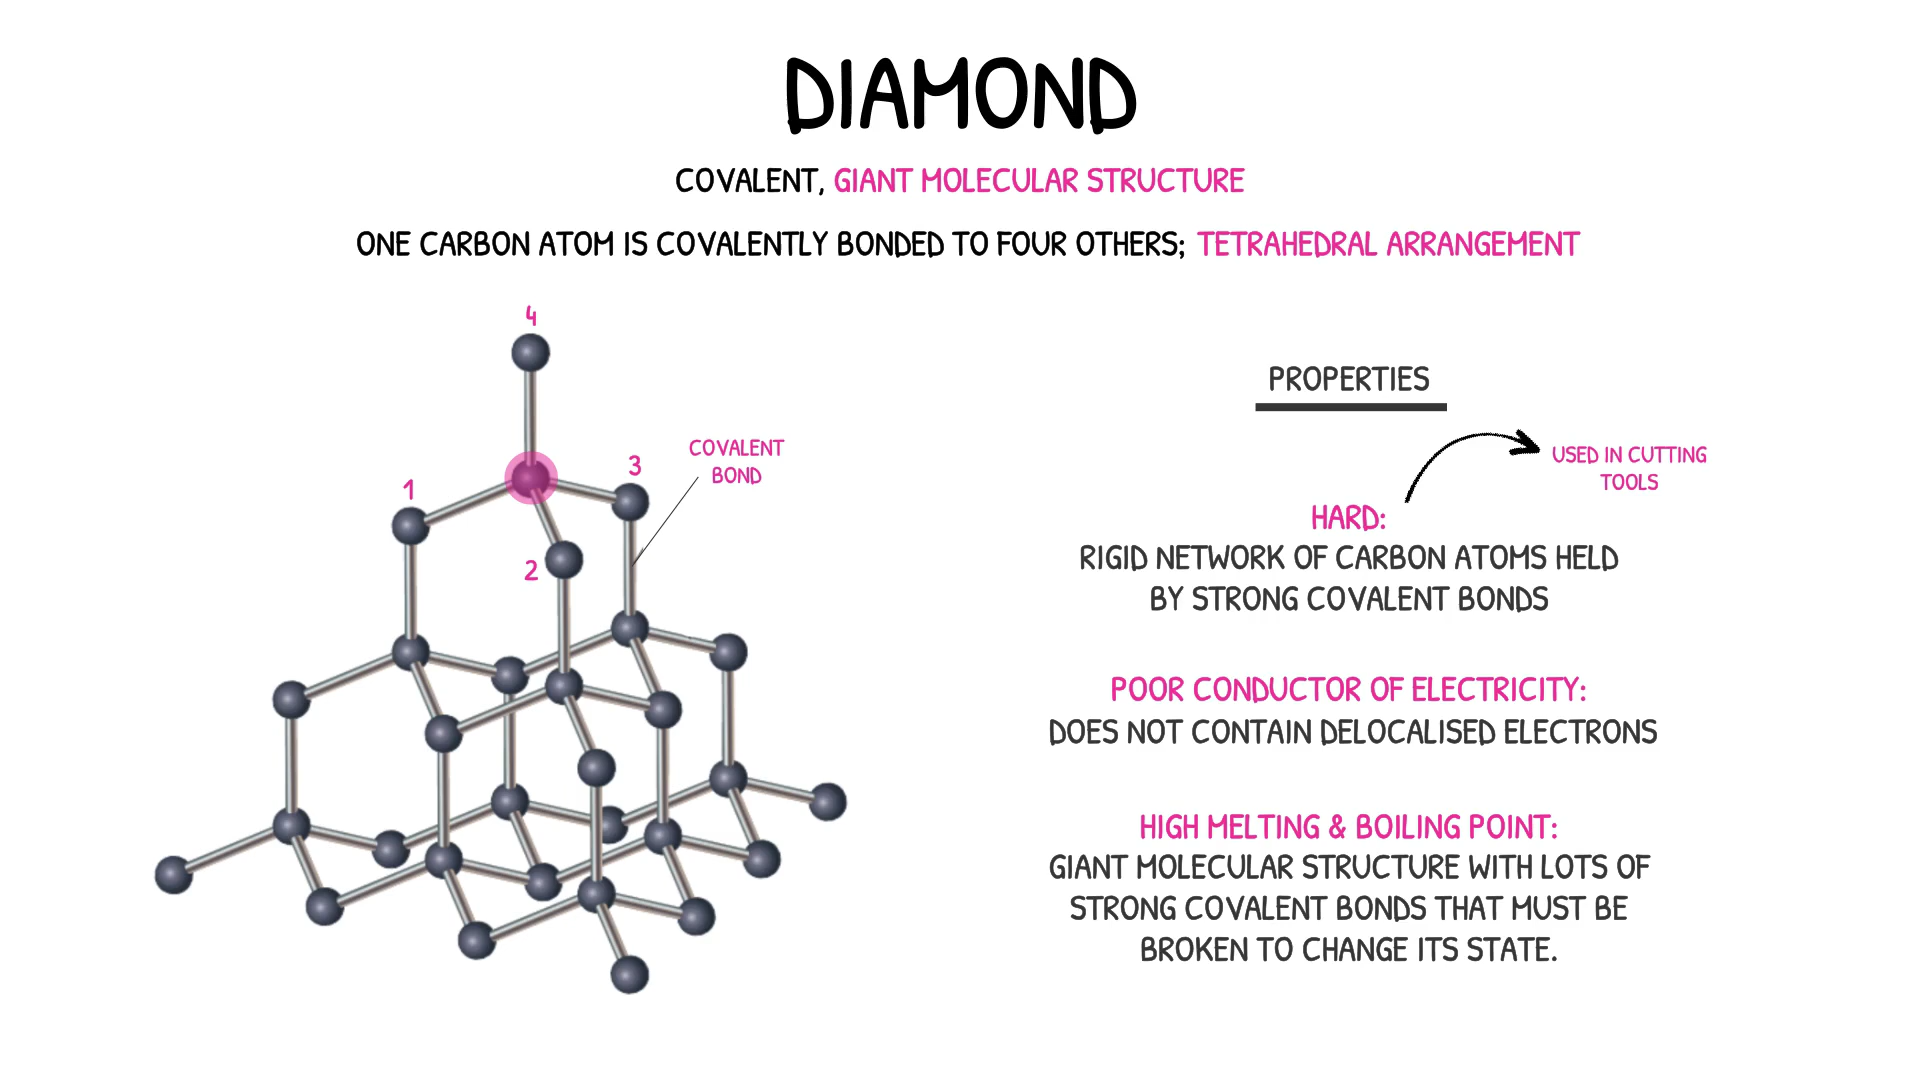 DIAMOND
COVALENT, GIANT MOLECULAR STRUCTURE
ONE CARBON ATOM IS COVALENTLY BONDED TO FOUR OTHERS; TETRAHEDRAL ARRANGEMENT
4
COVALENT
BOND
3
1
2
PROPERTIES
USED IN CUTTING
TOOLS
HARD:
RIGID NETWORK OF CARBON ATOMS HELD
BY STRONG COVALENT BONDS
POOR CONDUCTOR OF ELECTRICITY:
DOES NOT CONTAIN DELOCALISED ELECTRONS
HIGH MELTING & BOILING POINT:
GIANT MOLECULAR STRUCTURE WITH LOTS OF
STRONG COVALENT BONDS THAT MUST BE
BROKEN TO CHANGE ITS STATE.